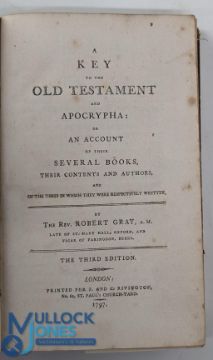 A
KEY
TO THE
OLD TESTAMENT
AND
APOCRYPHA:
OR
AN ACCOUNT
OF THEIR
SEVERAL BOOKS,
THEIR CONTENTS AND AUTHORS,
AND
OF THE TIMES IN WHICH THEY WERE RESPECTIVELY WRITTEN.
BY
THE REV. ROBERT GRAY, A.M.
LATE OF ST. MARY HALL, OXFORD, AND
VICAR OF FARINGDON, BERKS.
THE THIRD EDITION.
LONDON:
PRINTED FOR F. AND C. RIVINGTON,
No. 62, ST. PAUL'S CHURCH-YARD.
1797.
MULLOCK
JONES